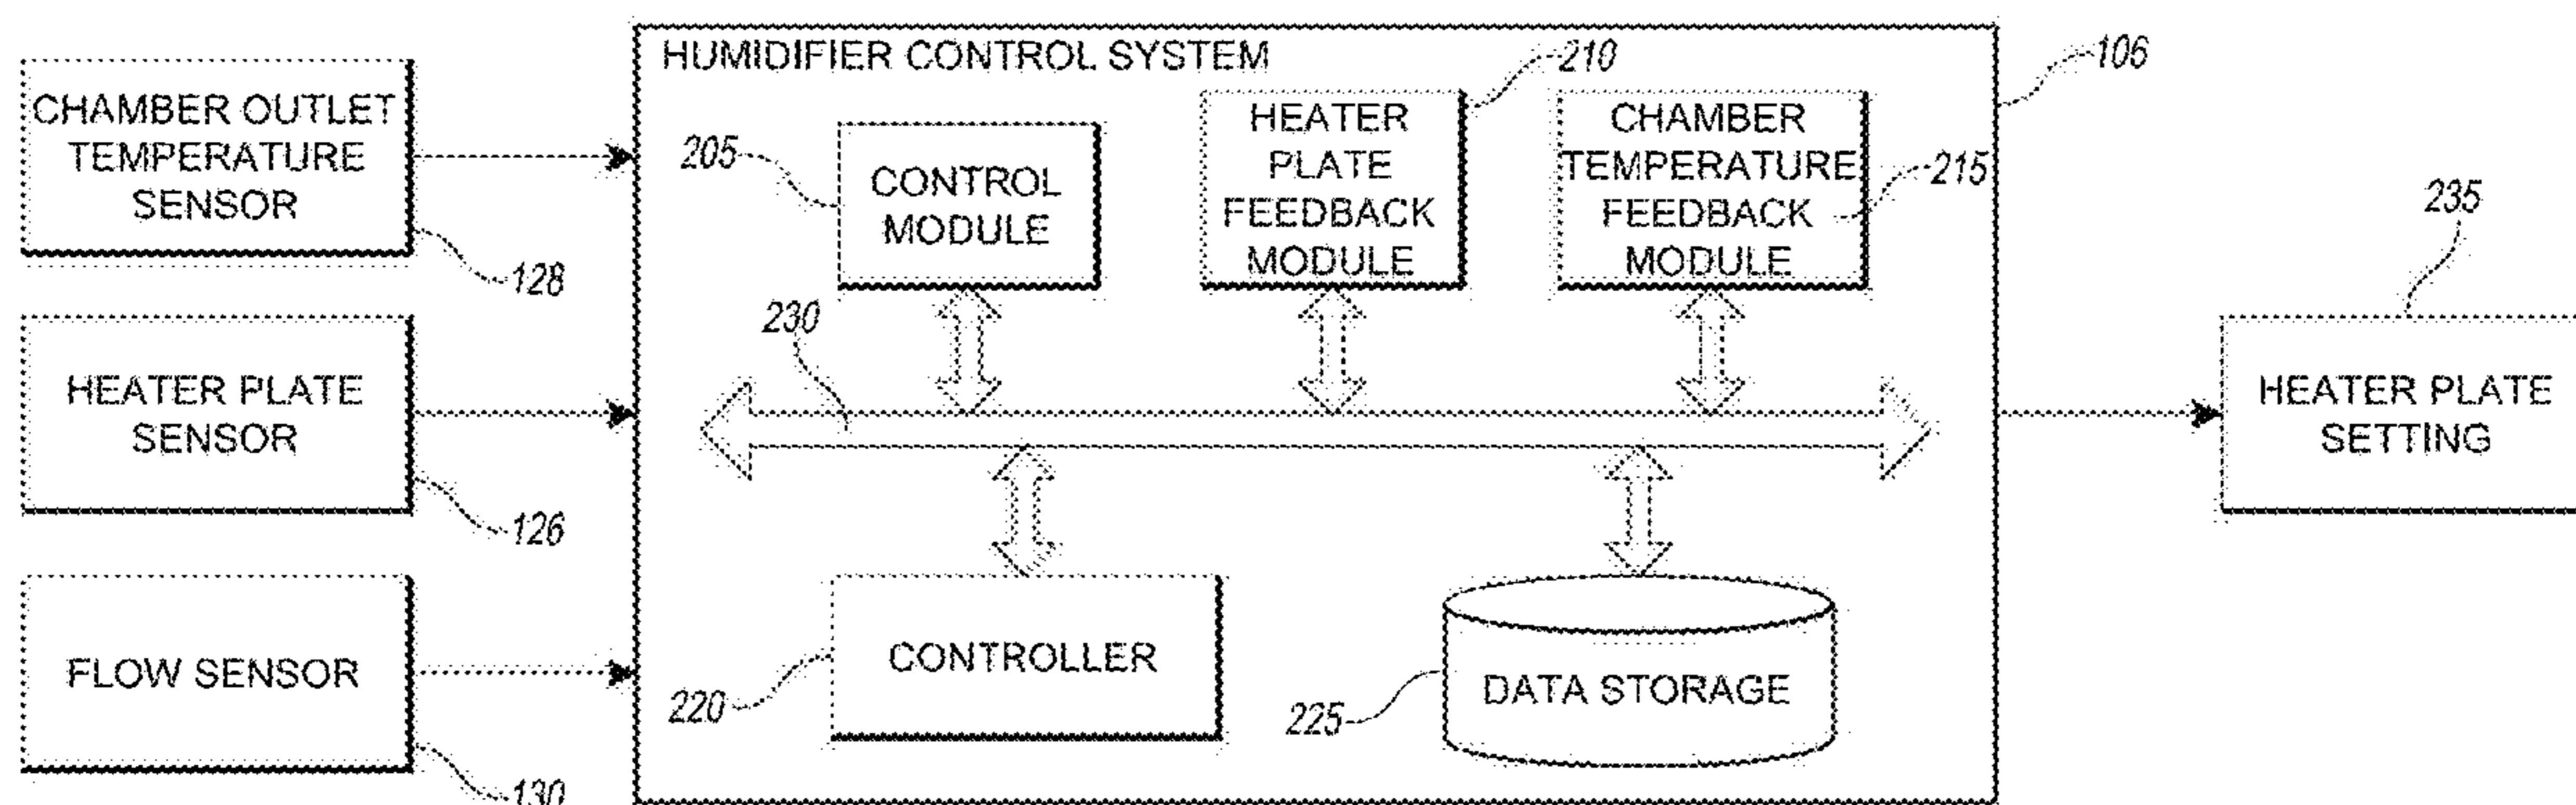 HUMIDIFIER CONTROL SYSTEM
106
CHAMBER OUTLET
TEMPERATURE
SENSOR
128
HEATER PLATE
SENSOR
126
FLOW SENSOR
130
205
CONTROL
MODULE
210
HEATER
PLATE
FEEDBACK
MODULE
CHAMBER
TEMPERATURE
FEEDBACK
MODULE
215
230
220
CONTROLLER
225
DATA STORAGE
235
HEATER PLATE
SETTING